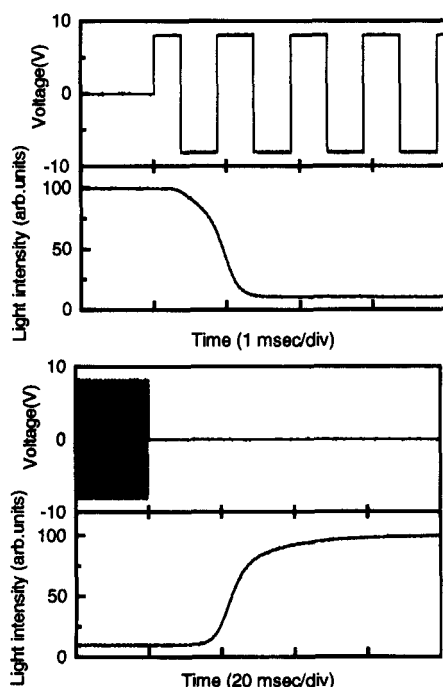 10
Voltage(V)
0
-10
Light intensity (arb.units)
100
50
0
Time (1 msec/div)
10
Voltage(V)
0
-10
Light intensity (arb.units)
100
50
0
Time (20 msec/div)